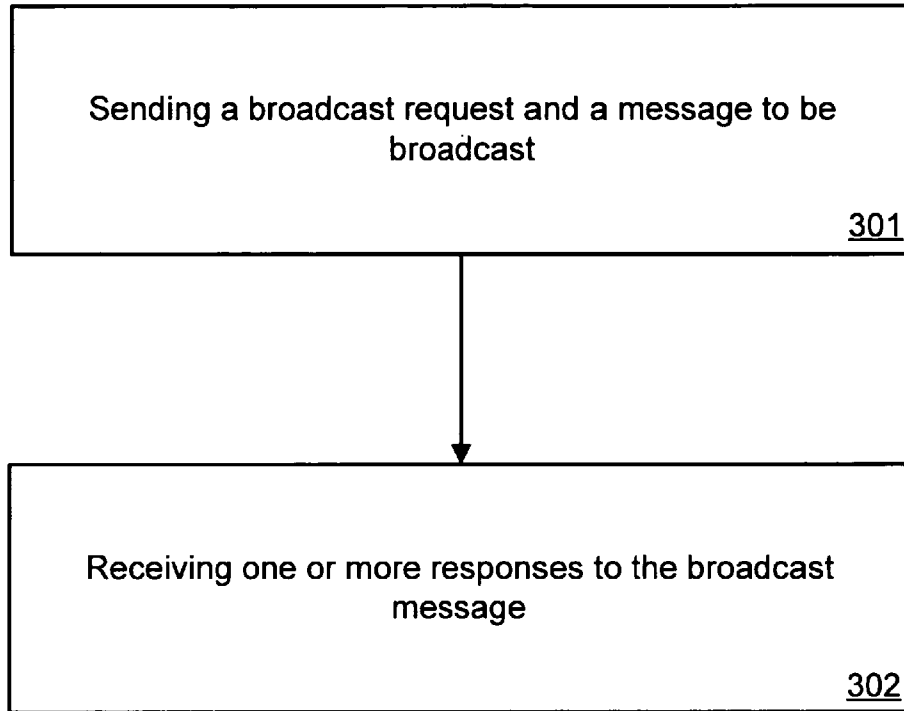 Sending a broadcast request and a message to be
broadcast
301
Receiving one or more responses to the broadcast
message
302